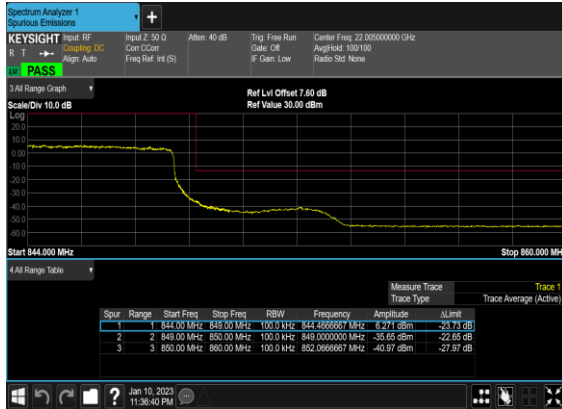 Spectrum Analyzer 1
Spurious Emissions
+
KEYSIGHT Input: RF Input Z: 50 Ω Atten: 40 dB Trig: Free Run Center Freq: 22.005000000 GHz
R T Coupling: DC Corr CCorr Gate: Off Avg|Hold: 100/100
Align: Auto Freq Ref: Int (S) IF Gain: Low Radio Std: None
PASS
3 All Range Graph
Ref Lvl Offset 7.60 dB
Scale/Div 10.0 dB Ref Value 30.00 dBm
Log
20.0
10.0
0.00
-10.0
-20.0
-30.0
-40.0
-50.0
-60.0
Start 844.000 MHz Stop 860.000 MH
4 All Range Table
Measure Trace Trace 1
Trace Type Trace Average (Active)
Spur Range Start Freq Stop Freq RBW Frequency Amplitude ΔLimit
1 1 844.00 MHz 849.00 MHz 100.0 kHz 844.4666667 MHz 6.271 dBm -23.73 dB
2 2 849.00 MHz 850.00 MHz 100.0 kHz 849.0000000 MHz -35.65 dBm -22.65 dB
3 3 850.00 MHz 860.00 MHz 100.0 kHz 852.0666667 MHz -40.97 dBm -27.97 dB
? Jan 10, 2023
11:36:40 PM